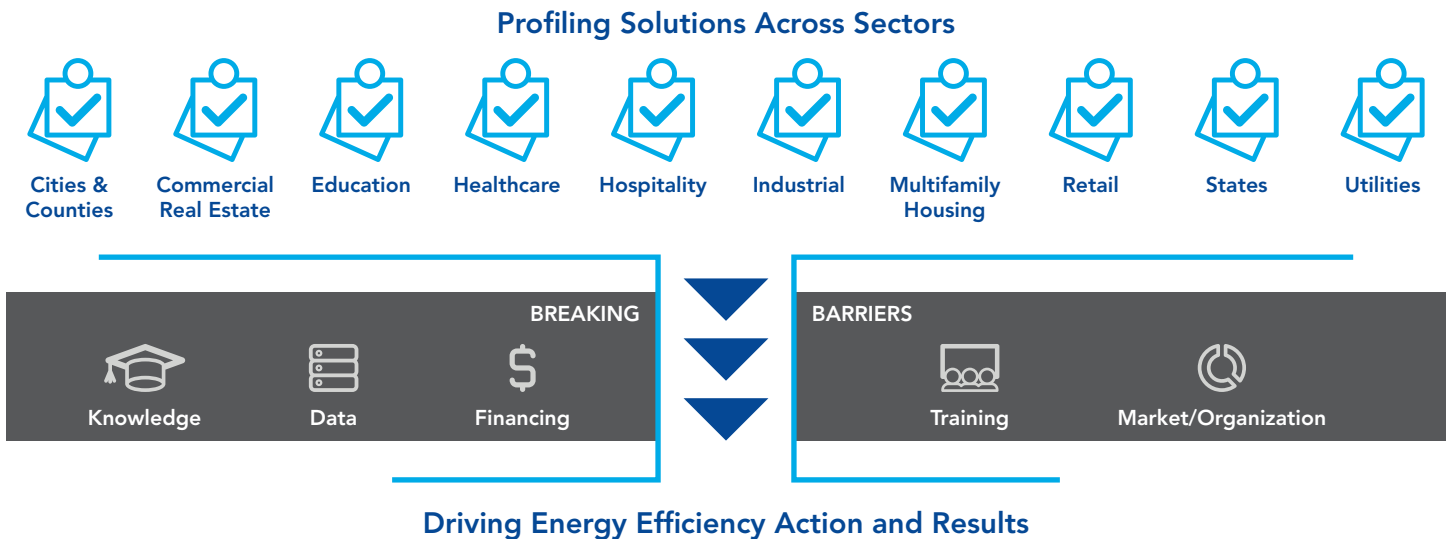 Profiling Solutions Across Sectors
Cities &
Counties
Commercial
Real Estate
Education
Healthcare
Hospitality
Industrial
Multifamily
Housing
Retail
States
Utilities
BREAKING
BARRIERS
Knowledge
Data
$
Financing
Training
Market/Organization
Driving Energy Efficiency Action and Results